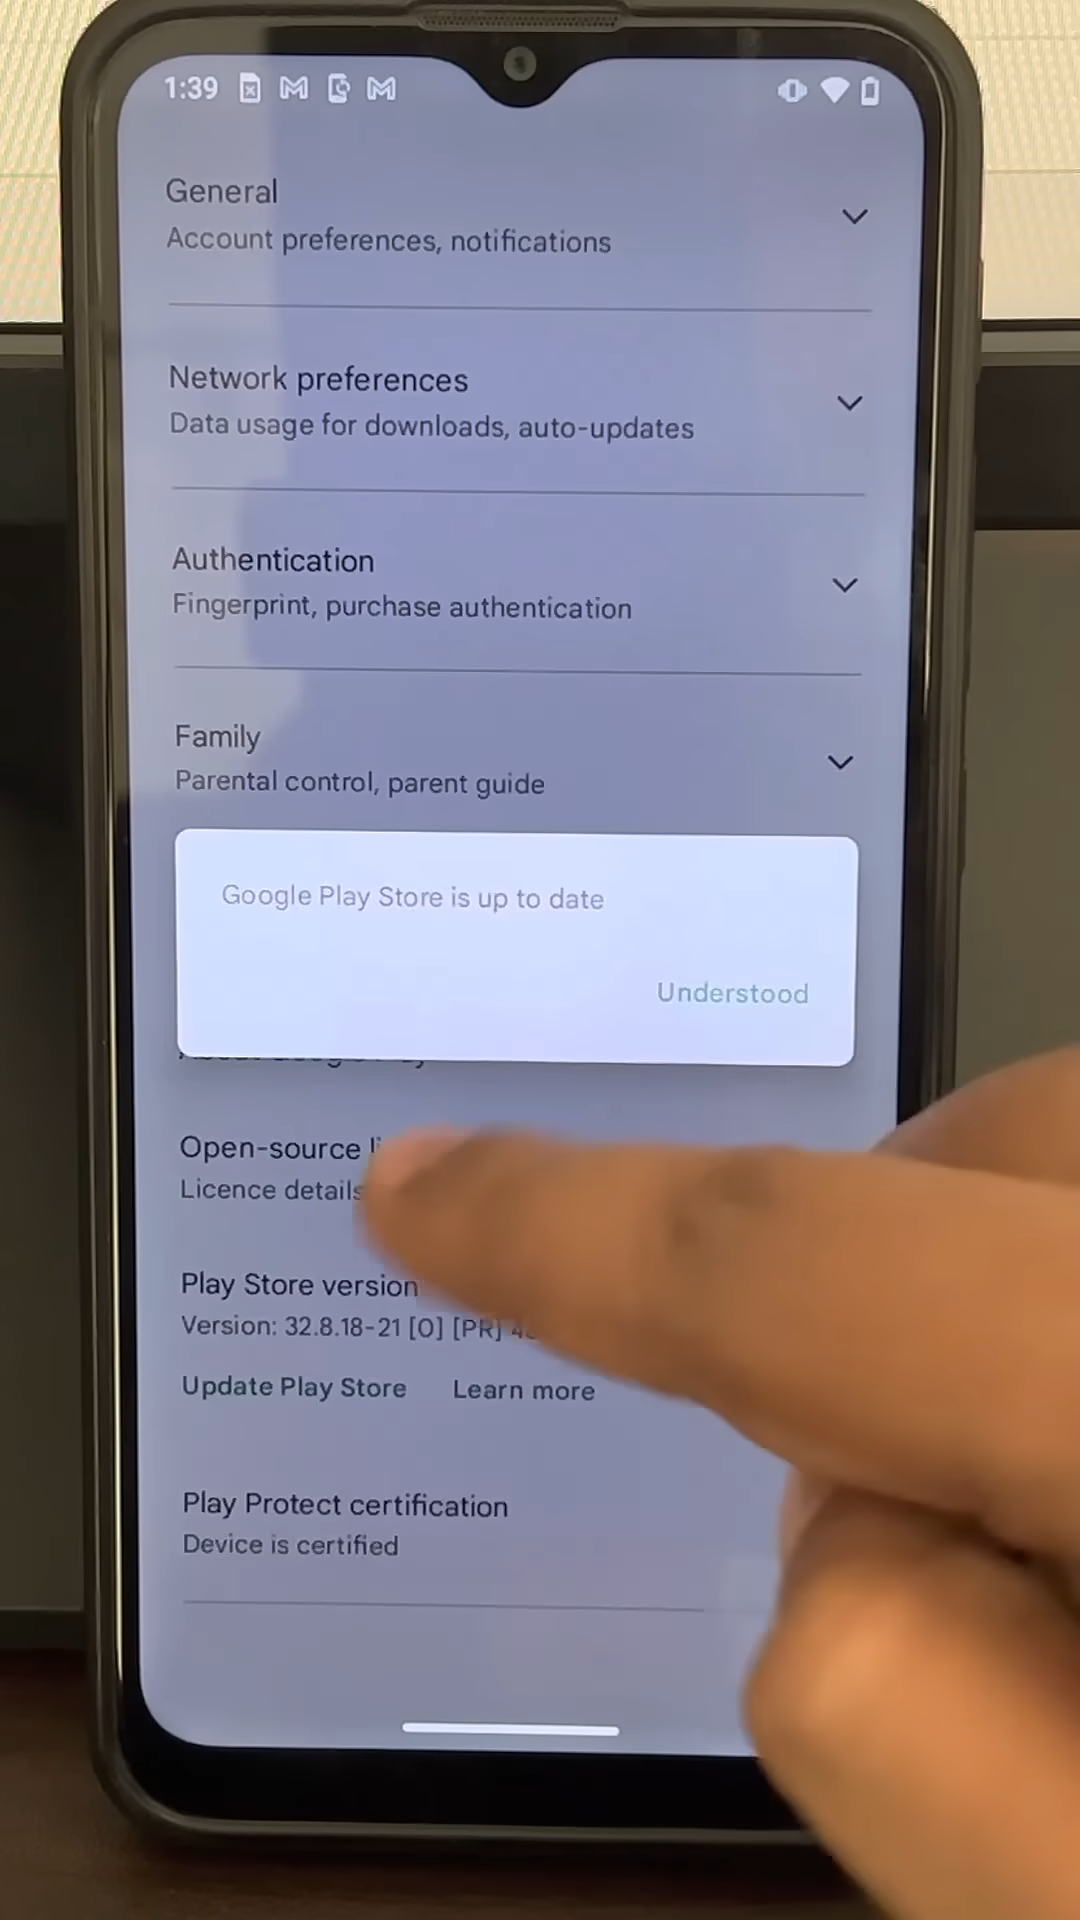 1:39
General
Account preferences, notifications
Network preferences
Data usage for downloads, auto-updates
Authentication
Fingerprint, purchase authentication
Family
Parental control, parent guide
Google Play Store is up to date
Understood
Open-source
Licence details
Play Store version
Version: 32.8.18-21 [0] [PR]
Update Play Store Learn more
Play Protect certification
Device is certified